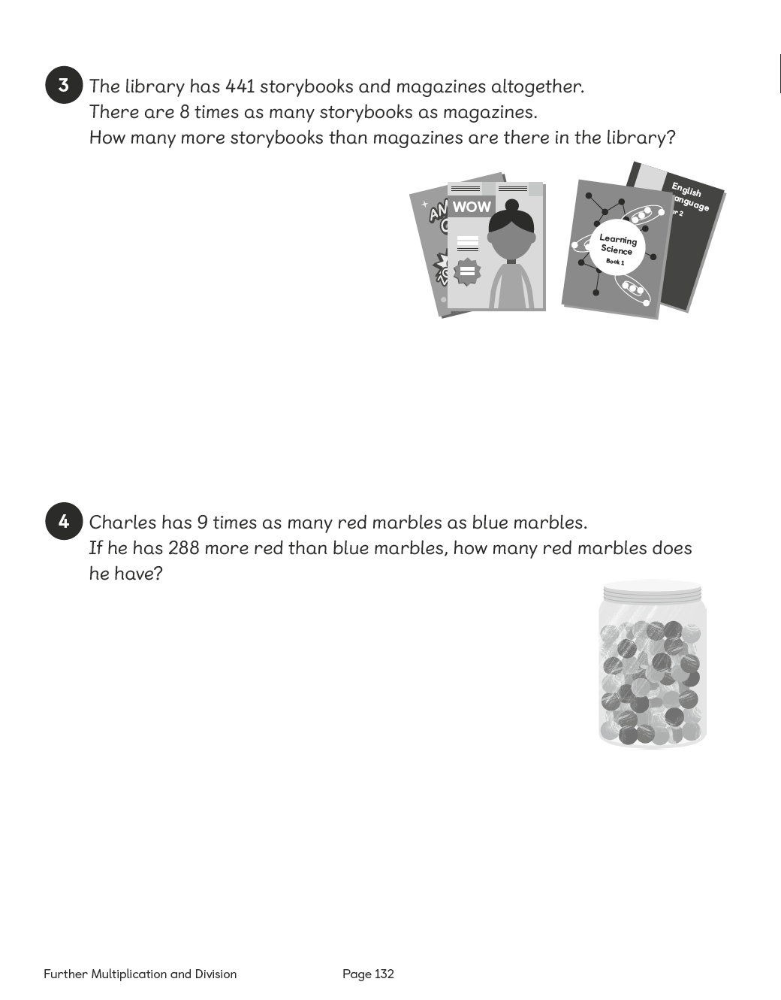 3
The library has 441 storybooks and magazines altogether.
There are 8 times as many storybooks as magazines.
How many more storybooks than magazines are there in the library?
WOW
English
Learning
Science
Book 1
4
Charles has 9 times as many red marbles as blue marbles.
If he has 288 more red than blue marbles, how many red marbles does
he have?
Further Multiplication and Division
Page 132